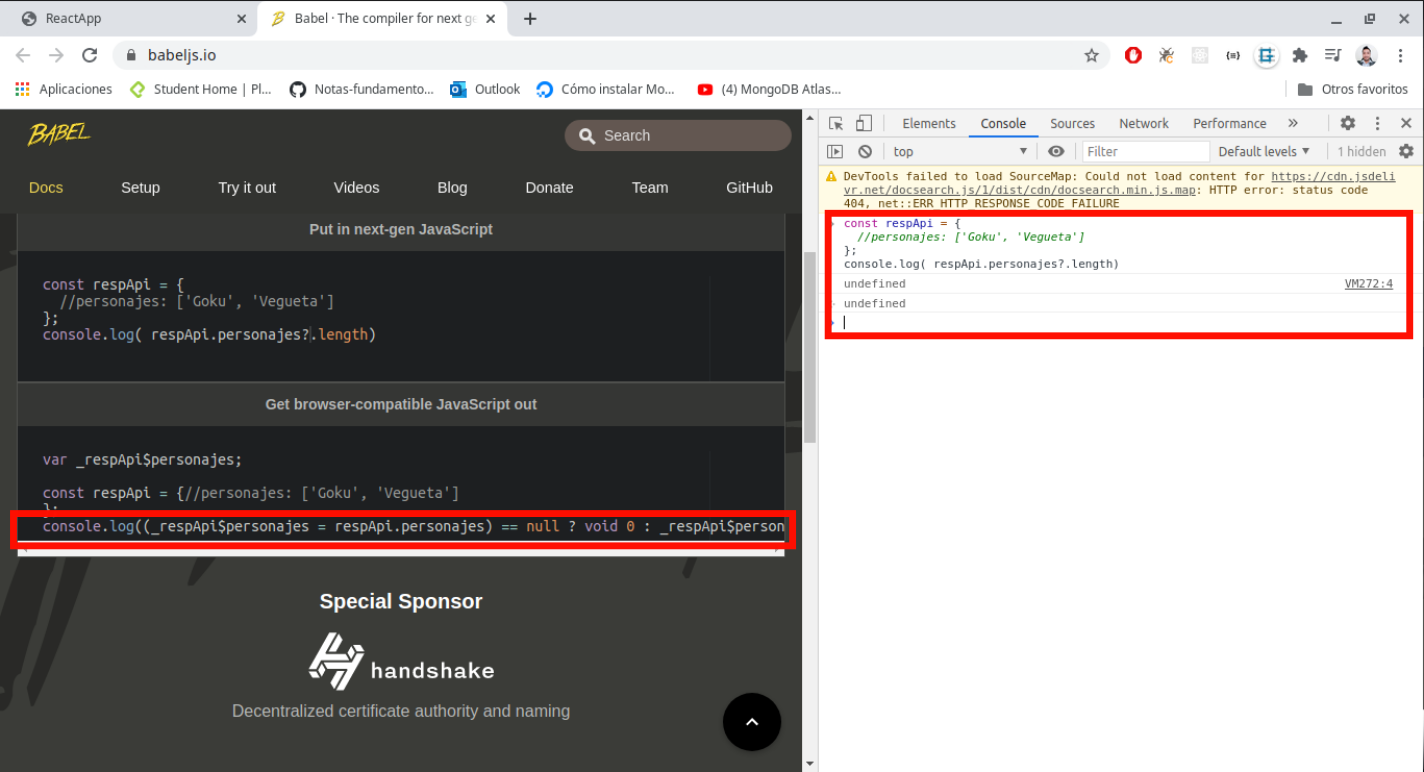 ReactApp
Babel · The compiler for next ge
babeljs.io
Aplicaciones
Student Home | Pl...
Notas-fundamento...
Outlook
Cómo instalar Mo...
(4) MongoDB Atlas...
Otros favoritos
BABEL
Search
Docs
Setup
Try it out
Videos
Blog
Donate
Team
GitHub
Put in next-gen JavaScript
const respApi = {
//personajes: ['Goku', 'Vegueta']
};
console.log( respApi.personajes?.length)
Get browser-compatible JavaScript out
var _respApi$personajes;
const respApi = {//personajes: ['Goku', 'Vegueta']
};
console.log((_respApi$personajes = respApi.personajes) == null ? void 0 : _respApi$person
Special Sponsor
handshake
Decentralized certificate authority and naming
Elements
Console
Sources
Network
Performance
»
top
Filter
Default levels
1 hidden
DevTools failed to load SourceMap: Could not load content for https://cdn.jsdeli
vr.net/docsearch.js/1/dist/cdn/docsearch.min.js.map: HTTP error: status code
404, net::ERR_HTTP_RESPONSE_CODE_FAILURE
const respApi = {
//personajes: ['Goku', 'Vegueta']
};
console.log( respApi.personajes?.length)
undefined
VM272:4
undefined